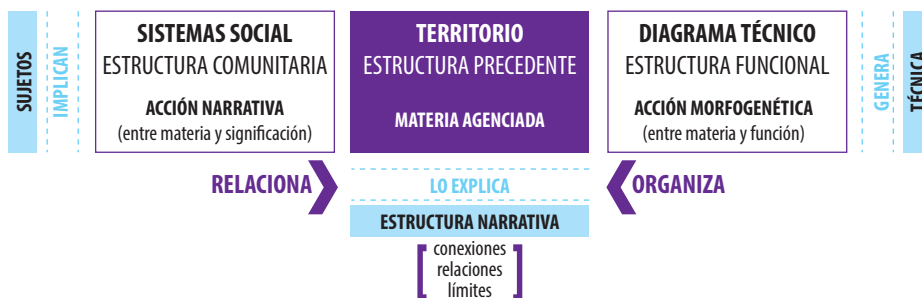 SUJETOS
IMPLICAN
SISTEMAS SOCIAL
ESTRUCTURA COMUNITARIA
ACCIÓN NARRATIVA
(entre materia y significación)
TERRITORIO
ESTRUCTURA PRECEDENTE
MATERIA AGENCIADA
DIAGRAMA TÉCNICO
ESTRUCTURA FUNCIONAL
ACCIÓN MORFOGENÉTICA
(entre materia y función)
GENERA
TÉCNICA
RELACIONA
LO EXPLICA
ORGANIZA
ESTRUCTURA NARRATIVA
conexiones
relaciones
límites